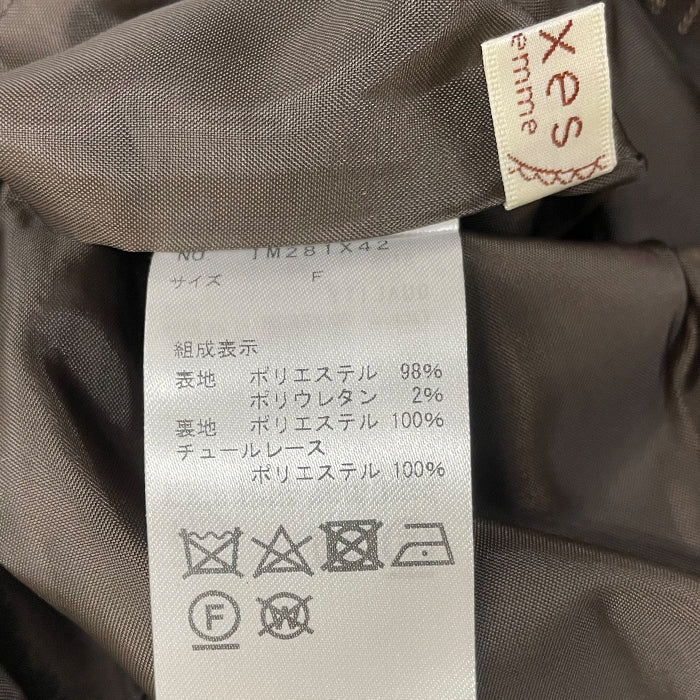 xes
emme
NO IM281X42
サイズ F
組成表示
表地 ポリエステル 98%
ポリウレタン 2%
裏地 ポリエステル 100%
チュールレース
ポリエステル 100%
F
W